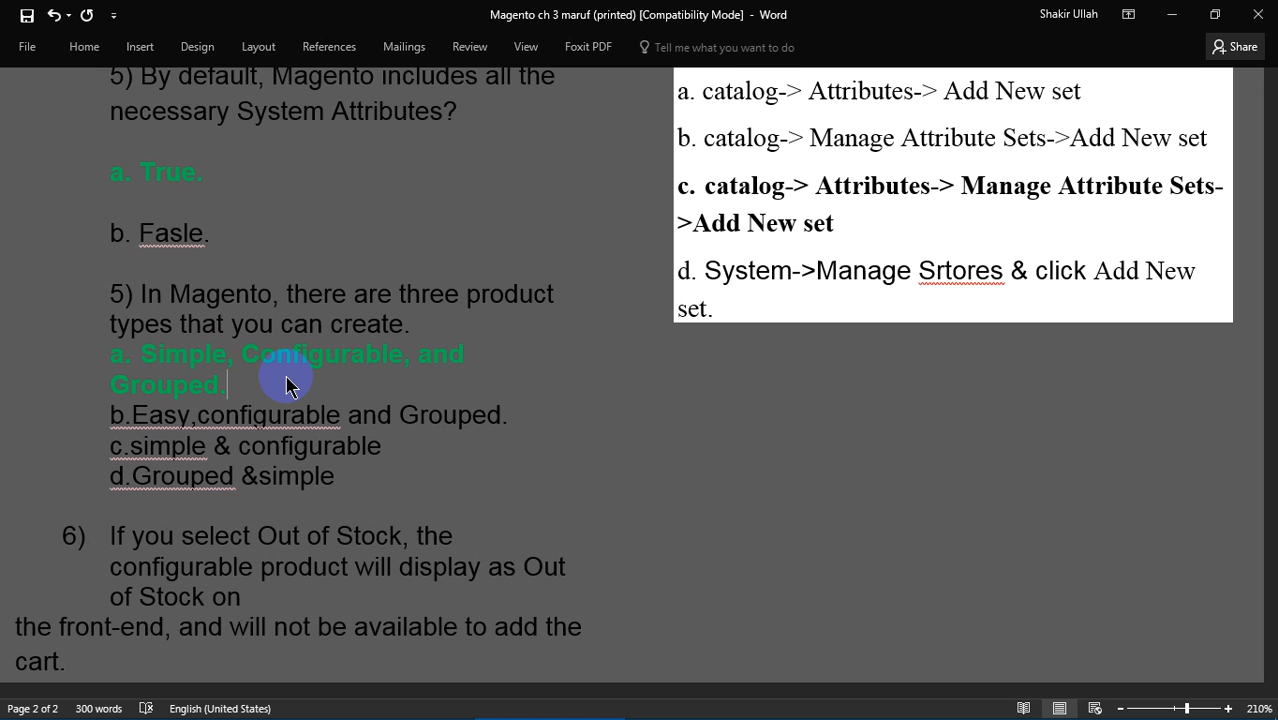 Magento ch 3 maruf (printed) [Compatibility Mode] - Word
Shakir Ullah
File Home Insert Design Layout References Mailings Review View Foxit PDF Tell me what you want to do Share
5) By default, Magento includes all the
necessary System Attributes?
a. True.
b. Fasle.
5) In Magento, there are three product
types that you can create.
a. Simple, Configurable, and
Grouped.
b.Easy,configurable and Grouped.
c.simple & configurable
d.Grouped &simple
6) If you select Out of Stock, the
configurable product will display as Out
of Stock on
the front-end, and will not be available to add the
cart.
a. catalog-> Attributes-> Add New set
b. catalog-> Manage Attribute Sets->Add New set
c. catalog-> Attributes-> Manage Attribute Sets-
>Add New set
d. System->Manage Srtores & click Add New
set.
Page 2 of 2 300 words English (United States) 210%